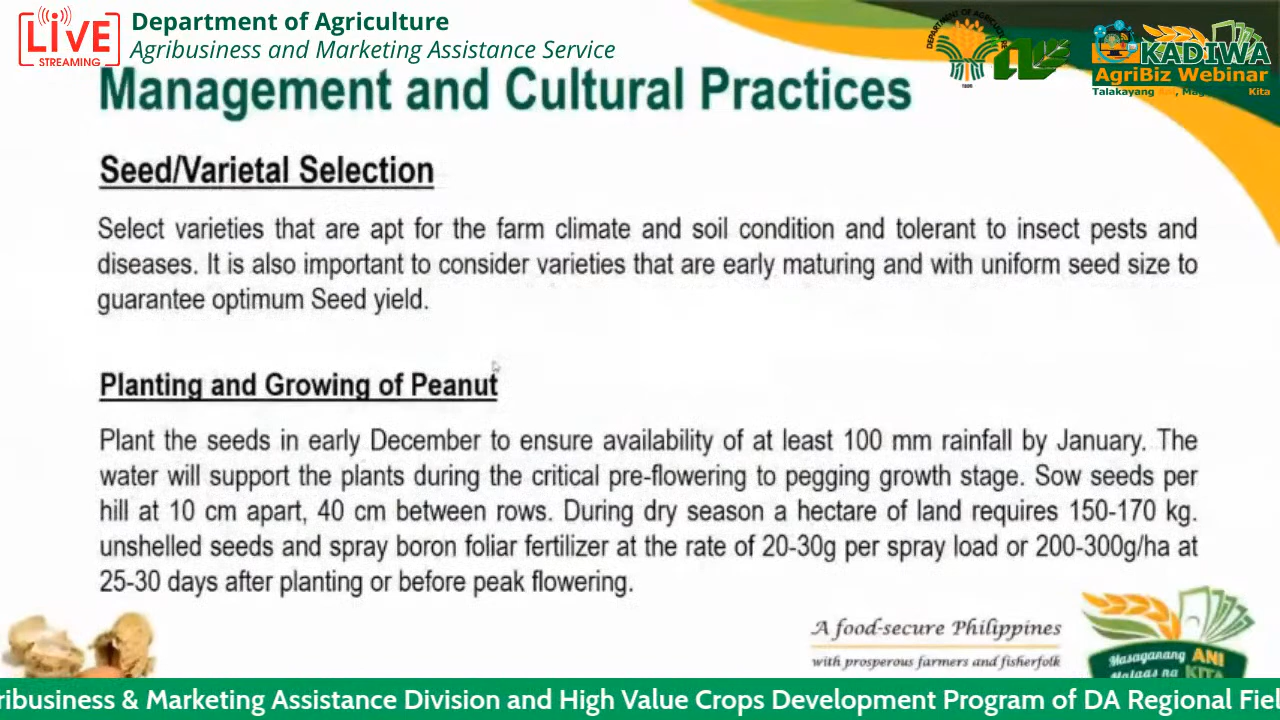 LIVE
STREAMING
Department of Agriculture
Agribusiness and Marketing Assistance Service
DEPARTMENT OF AGRICULTURE
KADIWA
AgriBiz Webinar
Talakayang Ani, Kita
Management and Cultural Practices
Seed/Varietal Selection
Select varieties that are apt for the farm climate and soil condition and tolerant to insect pests and
diseases. It is also important to consider varieties that are early maturing and with uniform seed size to
guarantee optimum Seed yield.
Planting and Growing of Peanut
Plant the seeds in early December to ensure availability of at least 100 mm rainfall by January. The
water will support the plants during the critical pre-flowering to pegging growth stage. Sow seeds per
hill at 10 cm apart, 40 cm between rows. During dry season a hectare of land requires 150-170 kg.
unshelled seeds and spray boron foliar fertilizer at the rate of 20-30g per spray load or 200-300g/ha at
25-30 days after planting or before peak flowering.
A food-secure Philippines
with prosperous farmers and fisherfolk
Masaganang ANI
Mataas na KITA
ribusiness & Marketing Assistance Division and High Value Crops Development Program of DA Regional Fiel